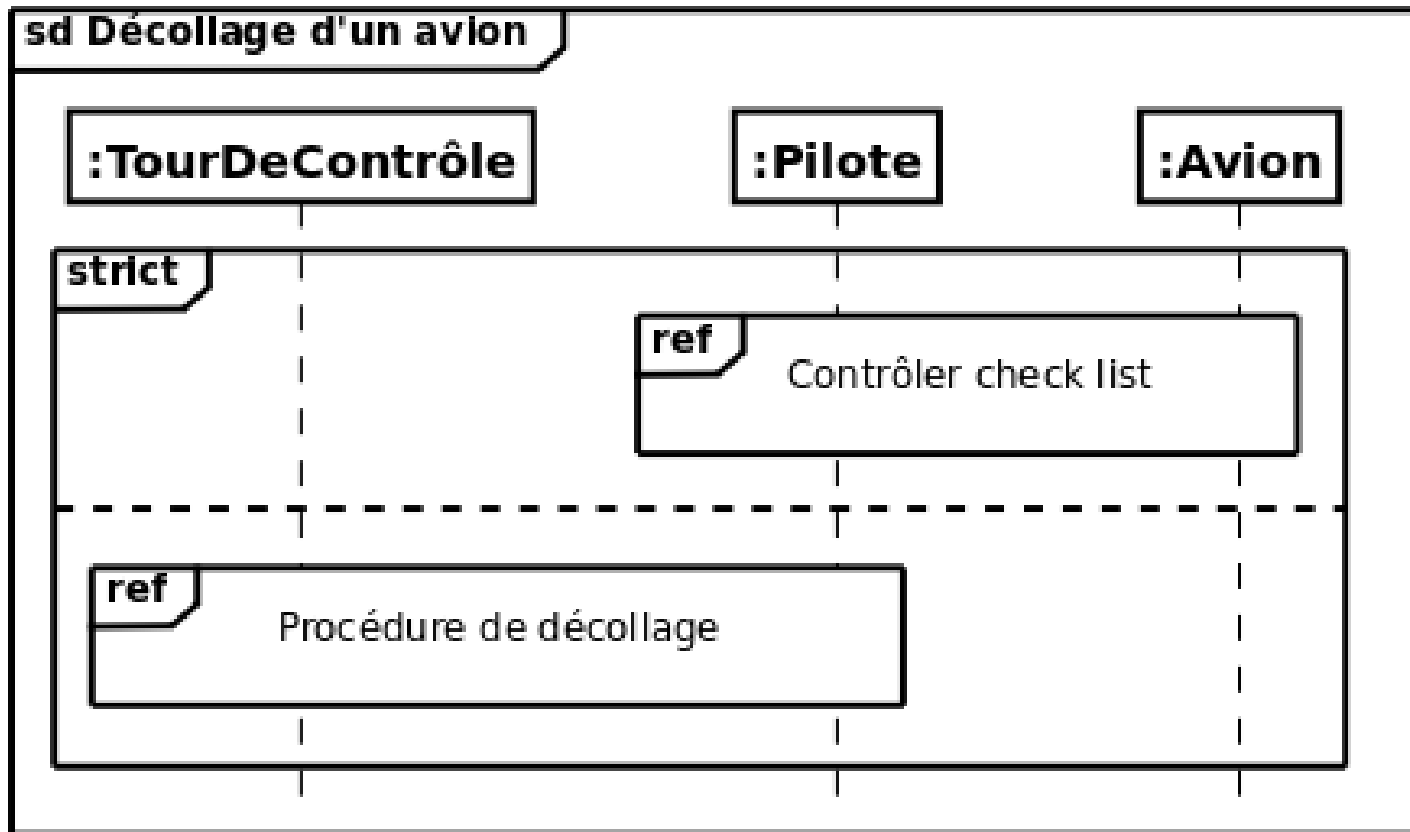 sd Décollage d'un avion
:TourDeContrôle
:Pilote
:Avion
strict
ref
Contrôler check list
ref
Procédure de décollage